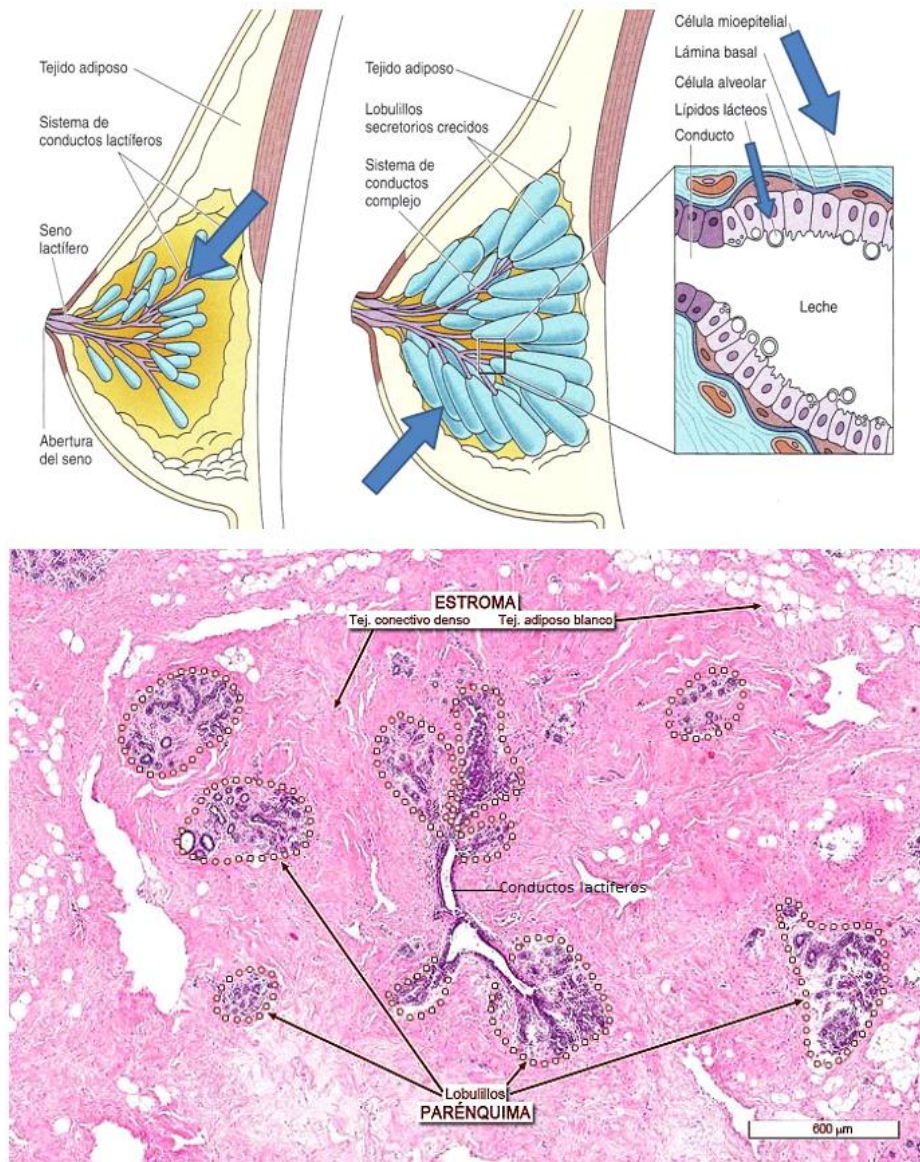 Tejido adiposo
Sistema de
conductos lactíferos
Seno
lactífero
Abertura
del seno
Tejido adiposo
Lobulillos
secretorios crecidos
Sistema de
conductos
complejo
Célula mioepitelial
Lámina basal
Célula alveolar
Lípidos lácteos
Conducto
Leche
ESTROMA
Tej. conectivo denso
Tej. adiposo blanco
Conductos lactíferos
Lobulillos
PARÉNQUIMA
600 µm